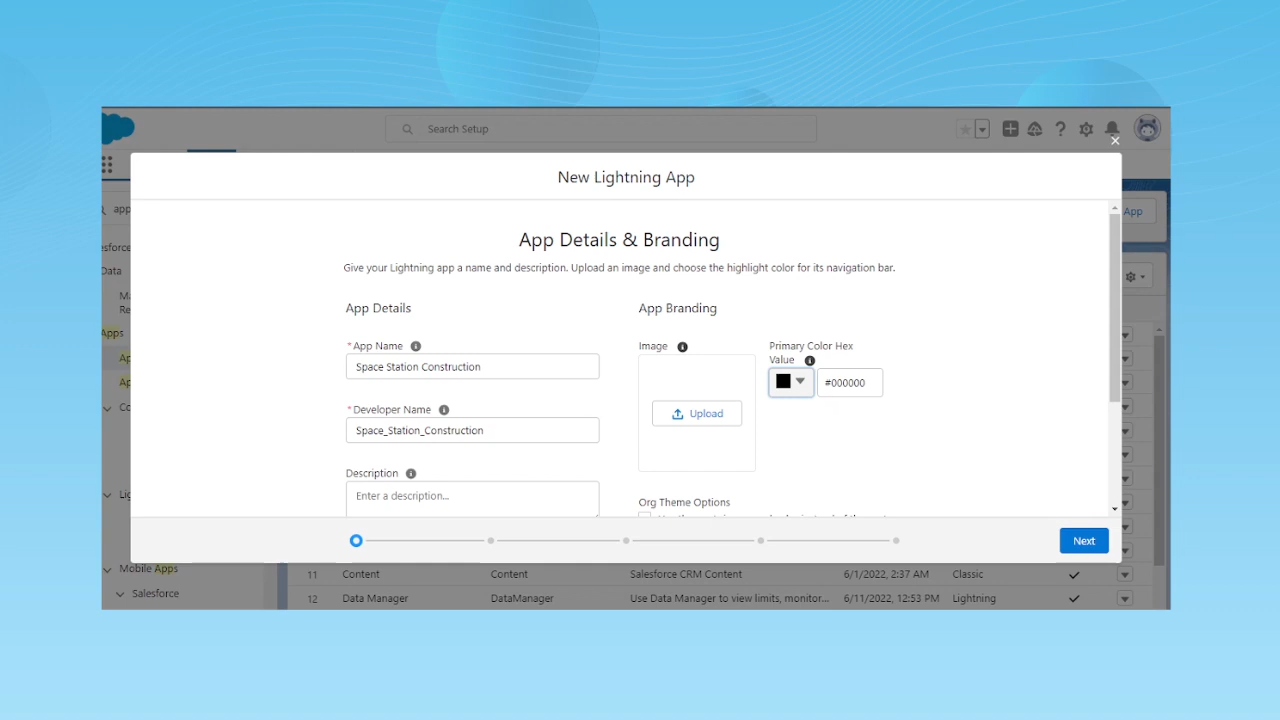 Search Setup
New Lightning App
app
App
App Details & Branding
esforce
Give your Lightning app a name and description. Upload an image and choose the highlight color for its navigation bar.
Data
App Details
App Branding
Apps
*App Name
Image
Primary Color Hex
Value
Space Station Construction
#000000
*Developer Name
Upload
Space_Station_Construction
Description
Enter a description...
Org Theme Options
Next
Mobile Apps
11 Content Content Salesforce CRM Content 6/1/2022, 2:37 AM Classic
Salesforce
12 Data Manager DataManager Use Data Manager to view limits, monitor... 6/11/2022, 12:53 PM Lightning